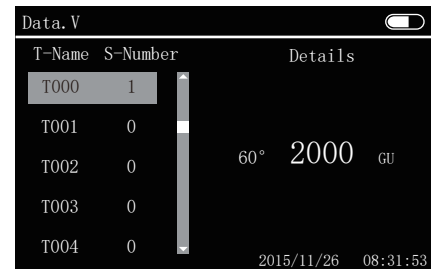 Data.V
T-Name S-Number Details
T000 1
T001 0
T002 0
60° 2000 GU
T003 0
T004 0
2015/11/26 08:31:53